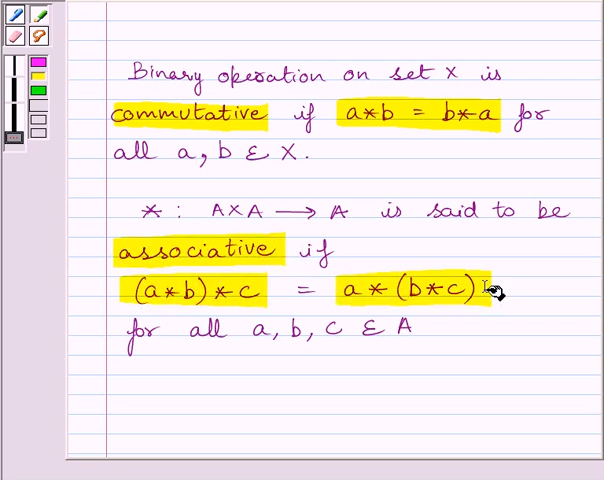 Binary operation on set X is
commutative if a*b = b*a for
all a, b ε X.
* : A×A → A is said to be
associative if
(a*b)*c = a*(b*c)
for all a, b, c ε A